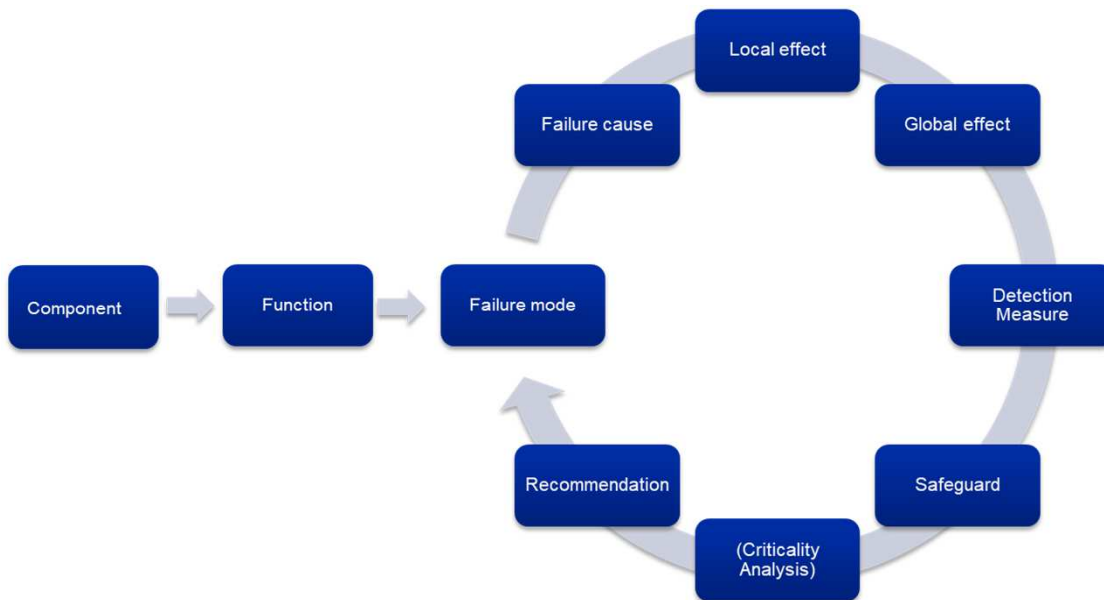 Component
Function
Failure mode
Failure cause
Local effect
Global effect
Detection
Measure
Safeguard
(Criticality
Analysis)
Recommendation